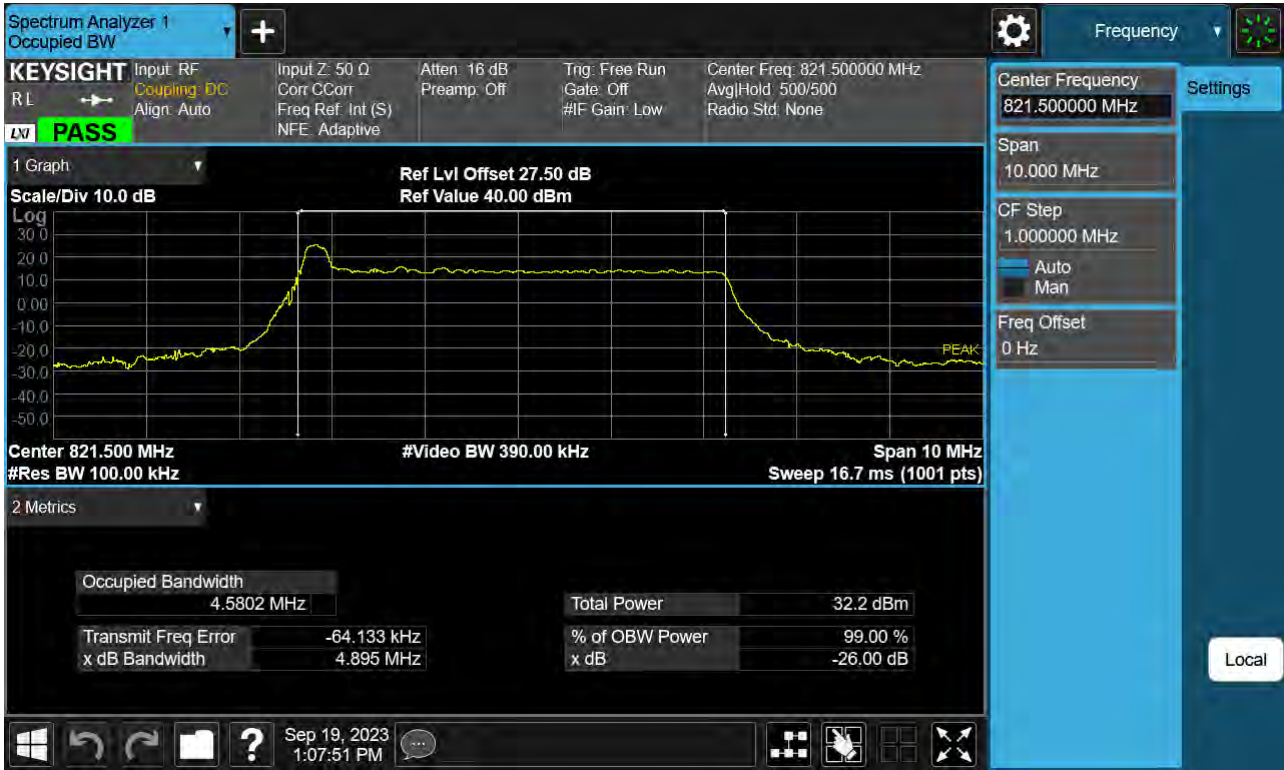 Spectrum Analyzer 1
Occupied BW
Frequency
KEYSIGHT
R L
LXI
PASS
Input: RF
Coupling: DC
Align: Auto
Input Z: 50 Ω
Corr CCorr
Freq Ref: Int (S)
NFE: Adaptive
Atten: 16 dB
Preamp: Off
Trig: Free Run
Gate: Off
#IF Gain: Low
Center Freq: 821.500000 MHz
Avg|Hold: 500/500
Radio Std: None
Center Frequency
821.500000 MHz
Settings
Span
10.000 MHz
CF Step
1.000000 MHz
Auto
Man
Freq Offset
0 Hz
Local
1 Graph
Scale/Div 10.0 dB
Ref Lvl Offset 27.50 dB
Ref Value 40.00 dBm
Log
30.0
20.0
10.0
0.00
-10.0
-20.0
-30.0
-40.0
-50.0
PEAK
Center 821.500 MHz
#Video BW 390.00 kHz
Span 10 MHz
#Res BW 100.00 kHz
Sweep 16.7 ms (1001 pts)
2 Metrics
Occupied Bandwidth
4.5802 MHz
Transmit Freq Error -64.133 kHz
x dB Bandwidth 4.895 MHz
Total Power 32.2 dBm
% of OBW Power 99.00 %
x dB -26.00 dB
?
Sep 19, 2023
1:07:51 PM